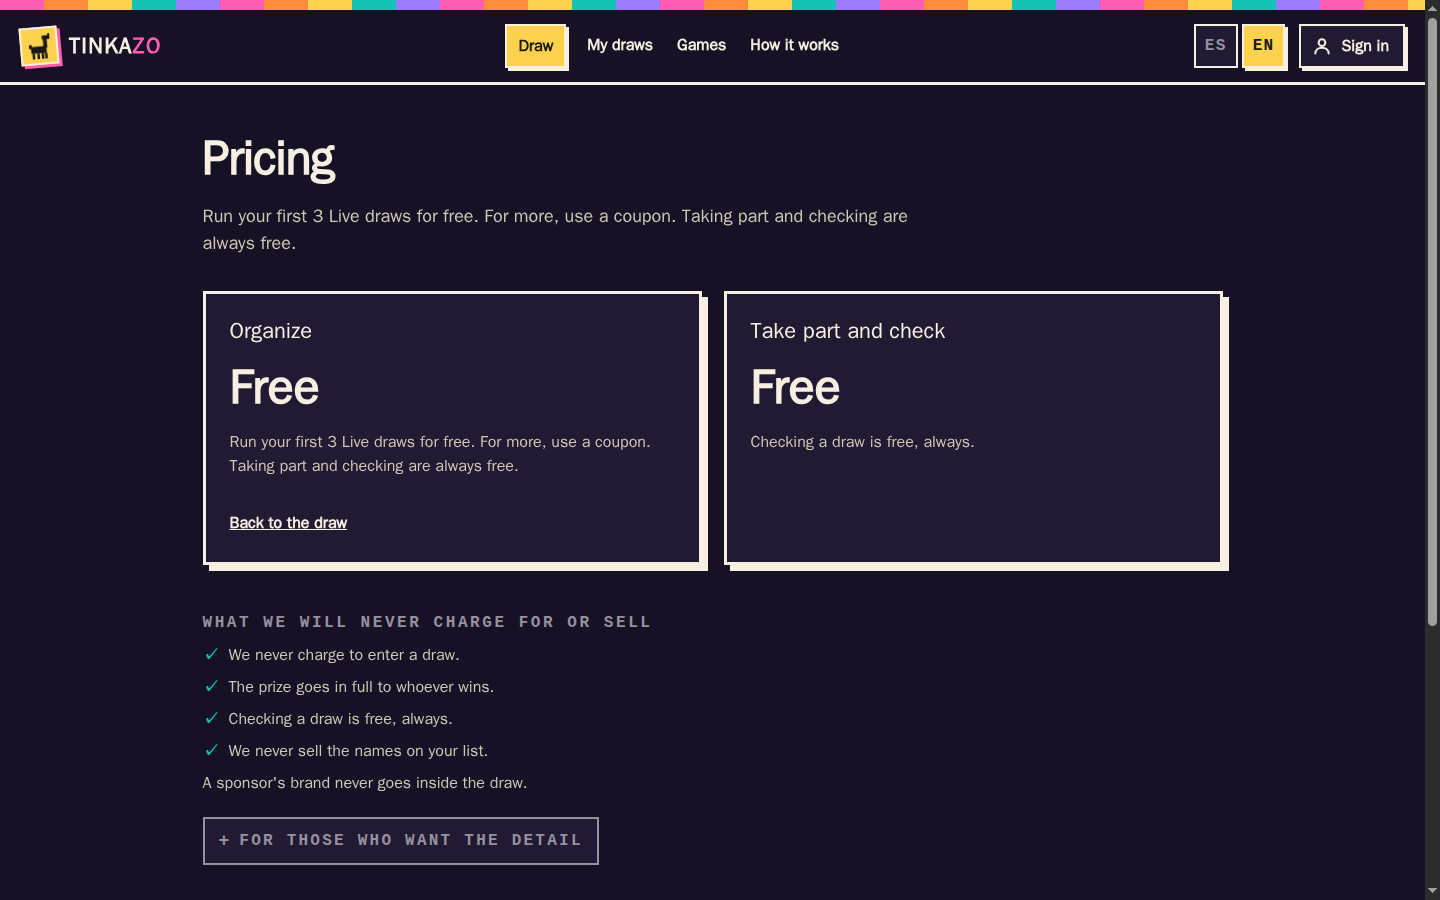 TINKAZO
Draw
My draws
Games
How it works
ES
EN
Sign in
Pricing
Run your first 3 Live draws for free. For more, use a coupon. Taking part and checking are
always free.
Organize
Free
Run your first 3 Live draws for free. For more, use a coupon.
Taking part and checking are always free.
Back to the draw
Take part and check
Free
Checking a draw is free, always.
WHAT WE WILL NEVER CHARGE FOR OR SELL
✓ We never charge to enter a draw.
✓ The prize goes in full to whoever wins.
✓ Checking a draw is free, always.
✓ We never sell the names on your list.
A sponsor's brand never goes inside the draw.
+ FOR THOSE WHO WANT THE DETAIL